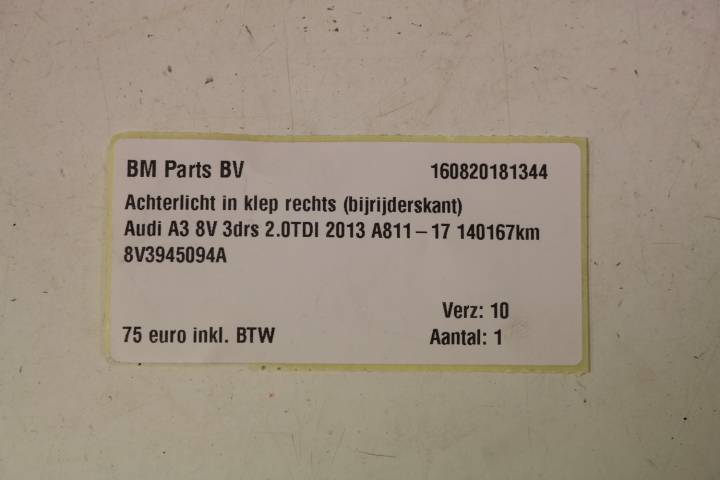 BM Parts BV 160820181344
Achterlicht in klep rechts (bijrijderskant)
Audi A3 8V 3drs 2.0TDI 2013 A811-17 140167km
8V3945094A
Verz: 10
75 euro inkl. BTW Aantal: 1